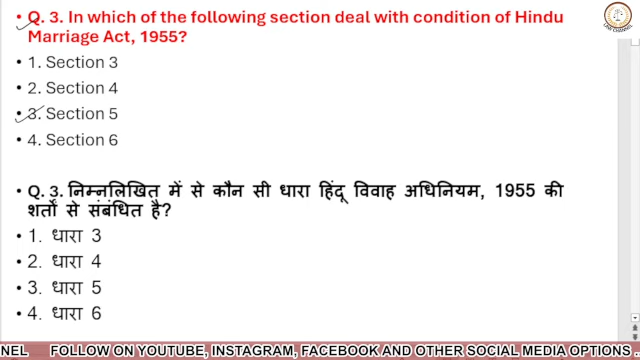 • Q. 3. In which of the following section deal with condition of Hindu
Marriage Act, 1955?
• 1. Section 3
• 2. Section 4
• 3. Section 5
• 4. Section 6
• Q. 3. निम्नलिखित में से कौन सी धारा हिंदू विवाह अधिनियम, 1955 की
शर्तों से संबंधित है?
• 1. धारा 3
• 2. धारा 4
• 3. धारा 5
• 4. धारा 6
LAW CHANNEL
NEL FOLLOW ON YOUTUBE, INSTAGRAM, FACEBOOK AND OTHER SOCIAL MEDIA OPTIONS